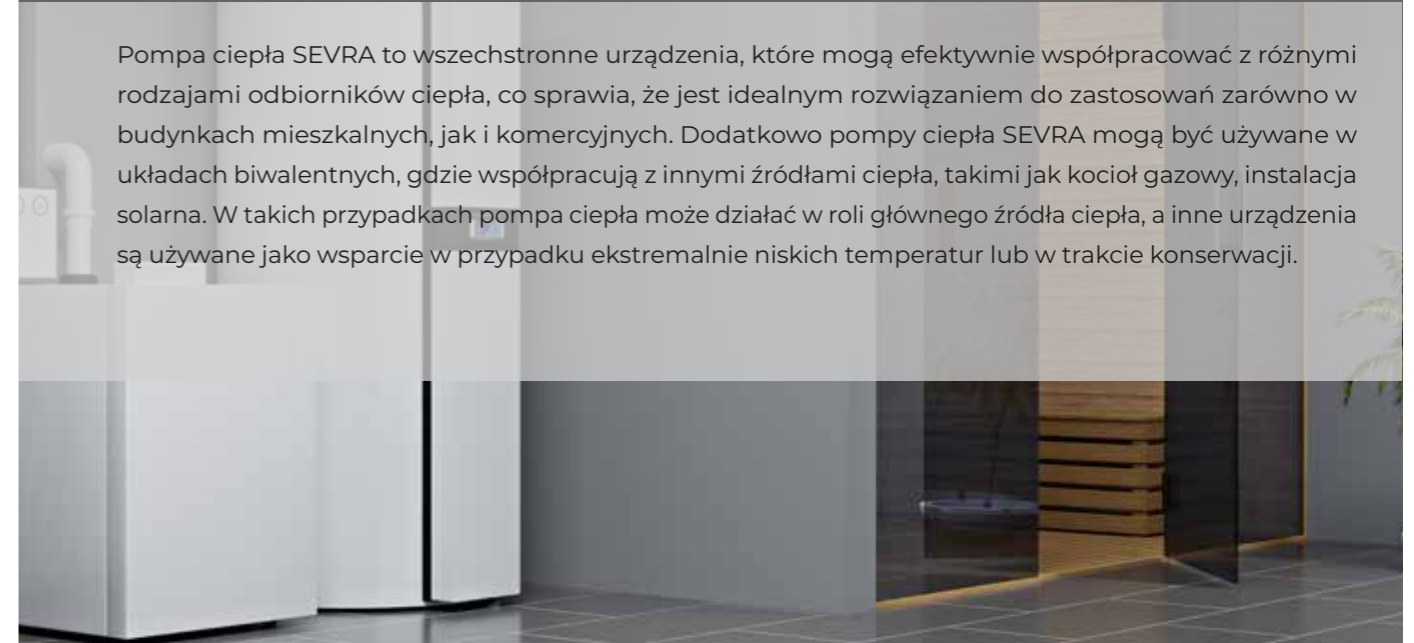 Pompa ciepła SEVRA to wszechstronne urządzenia, które mogą efektywnie współpracować z różnymi
rodzajami odbiorników ciepła, co sprawia, że jest idealnym rozwiązaniem do zastosowań zarówno w
budynkach mieszkalnych, jak i komercyjnych. Dodatkowo pompy ciepła SEVRA mogą być używane w
układach biwalentnych, gdzie współpracują z innymi źródłami ciepła, takimi jak kocioł gazowy, instalacja
solarna. W takich przypadkach pompa ciepła może działać w roli głównego źródła ciepła, a inne urządzenia
są używane jako wsparcie w przypadku ekstremalnie niskich temperatur lub w trakcie konserwacji.